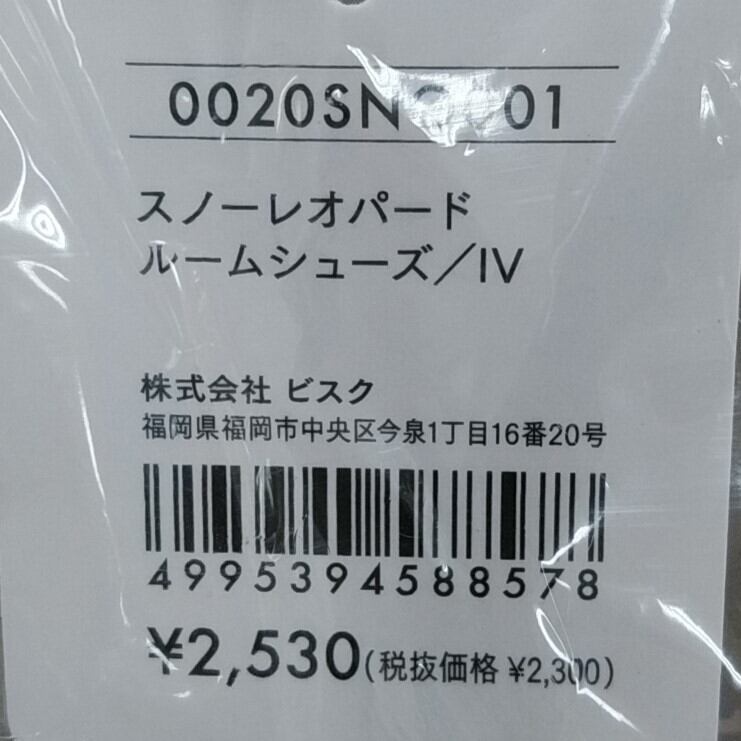 スノーレオパード
ルームシューズ／IV
株式会社 ビスク
福岡県福岡市中央区今泉1丁目16番20号
4995394588578
¥2,530(税抜価格 ¥2,300)